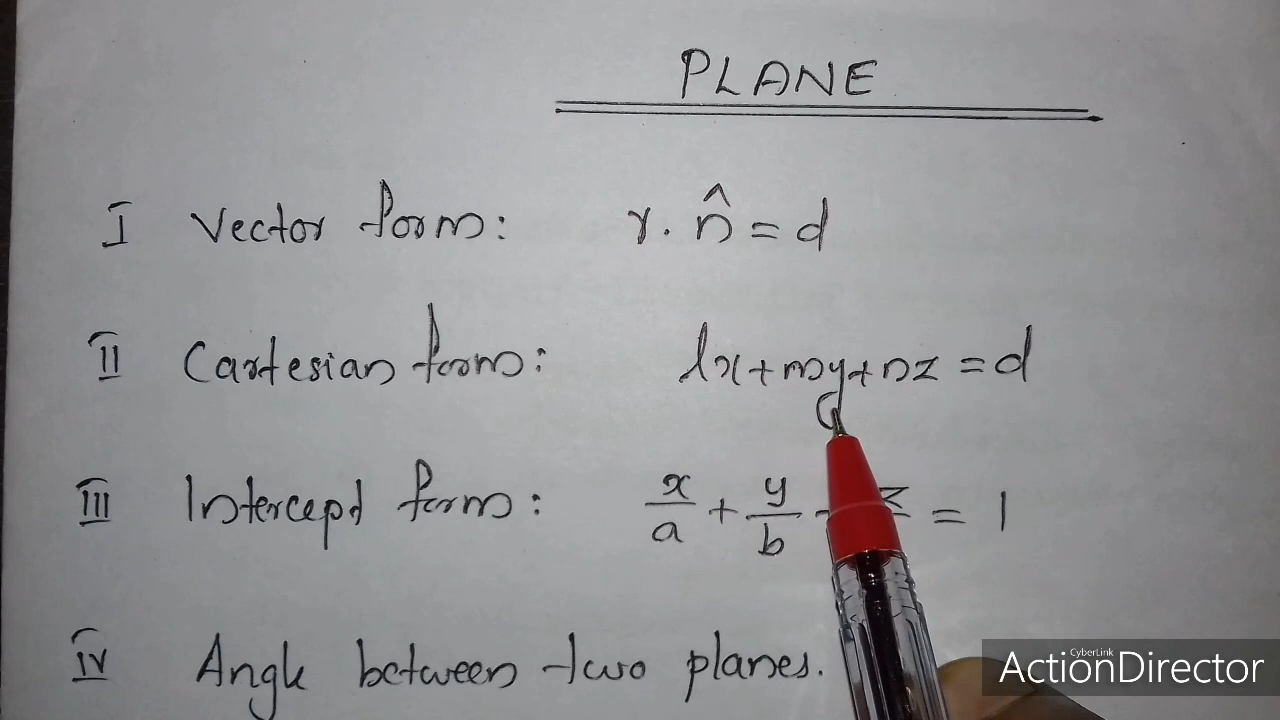 PLANE
I Vector form: r. n̂ = d
II Cartesian form: lx+my+nz = d
III Intercept form: x/a + y/b + z = 1
IV Angle between two planes.
CyberLink
ActionDirector